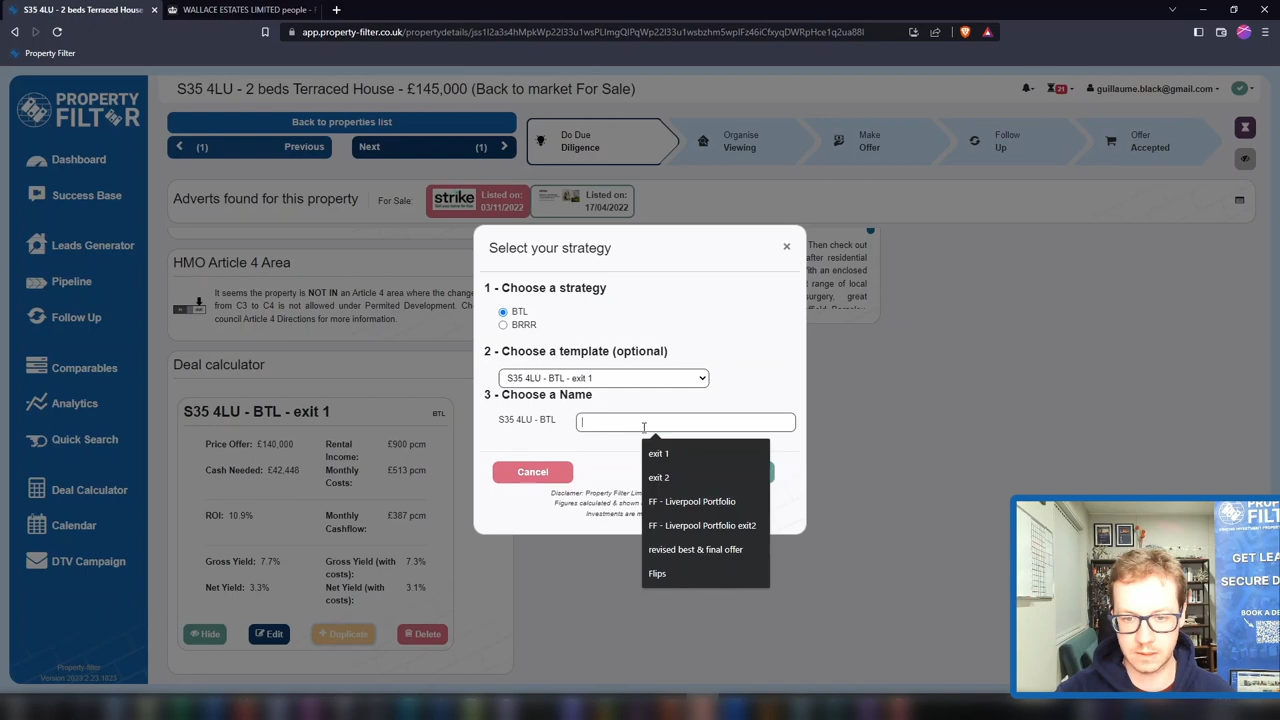 S35 4LU - 2 beds Terraced House
WALLACE ESTATES LIMITED people -
app.property-filter.co.uk/propertydetails/
Property Filter
PROPERTY
FILTER
S35 4LU - 2 beds Terraced House - £145,000 (Back to market For Sale)
21
guillaume.black@gmail.com
Back to properties list
(1) Previous
Next (1)
Do Due
Diligence
Organise
Viewing
Make
Offer
Follow
Up
Offer
Accepted
Dashboard
Success Base
Leads Generator
Pipeline
Follow Up
Comparables
Analytics
Quick Search
Deal Calculator
Calendar
DTV Campaign
Property-filter
Version 2023.2.23.1823
Adverts found for this property
For Sale:
strike
Listed on:
03/11/2022
Listed on:
17/04/2022
HMO Article 4 Area
It seems the property is NOT IN an Article 4 area where the chang
from C3 to C4 is not allowed under Permitted Development. Ch
council Article 4 Directions for more information.
Then check out
after residential
ith an enclosed
range of local
surgery, great
ffield, Barnsley,
Deal calculator
S35 4LU - BTL - exit 1
BTL
Price Offer: £140,000
Rental Income: £900 pcm
Cash Needed: £42,448
Monthly Costs: £513 pcm
ROI: 10.9%
Monthly Cashflow: £387 pcm
Gross Yield: 7.7%
Gross Yield (with costs): 7.3%
Net Yield: 3.3%
Net Yield (with costs): 3.1%
Hide
Edit
+ Duplicate
Delete
Select your strategy
×
1 - Choose a strategy
BTL
BRRR
2 - Choose a template (optional)
S35 4LU - BTL - exit 1
3 - Choose a Name
S35 4LU - BTL
exit 1
exit 2
FF - Liverpool Portfolio
FF - Liverpool Portfolio exit2
revised best & final offer
Flips
Cancel
Disclamer: Property Filter Lim
Figures calculated & shown
Investments are m
PROP
FILT
GET LEA
SECURE D
BOOK A DE